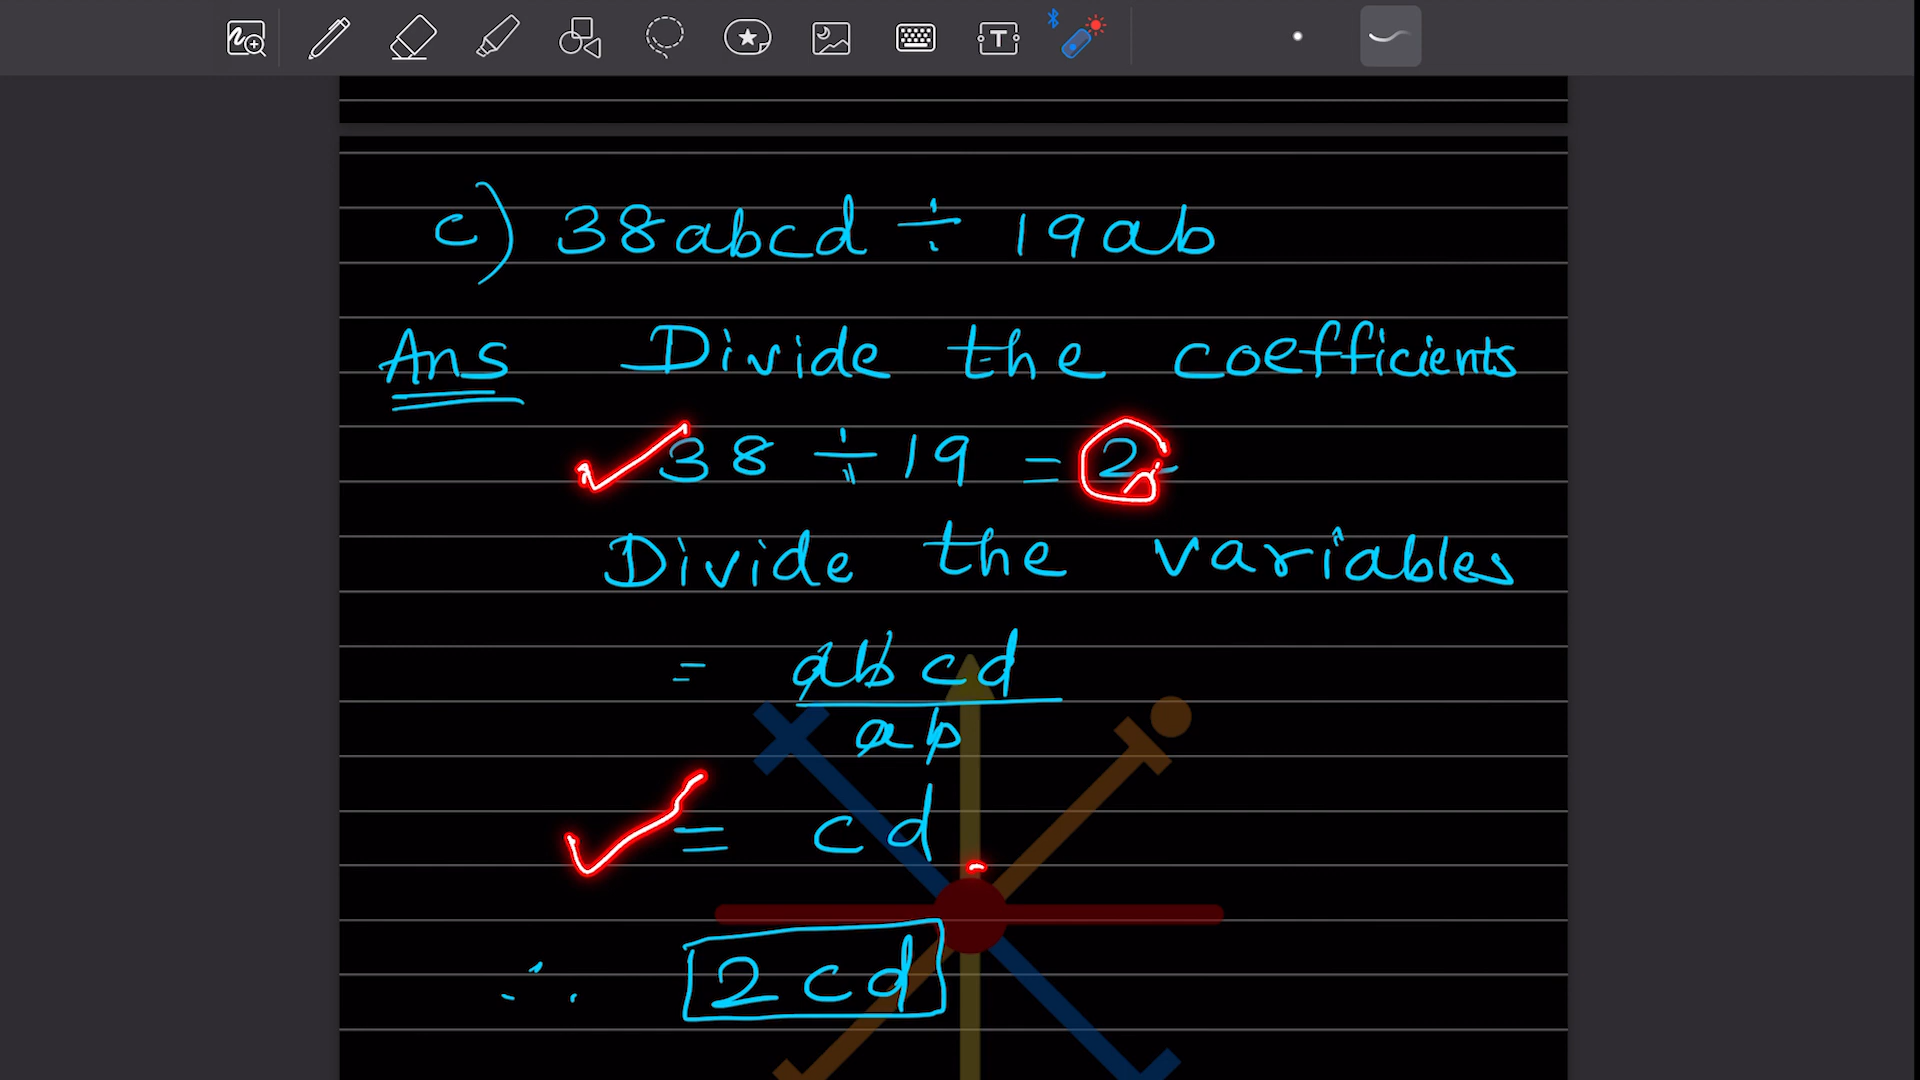 c) 38abcd ÷ 19ab
Ans Divide the coefficients
38 ÷ 19 = 2
Divide the variables
= abcd
ab
= cd
∴ 2cd